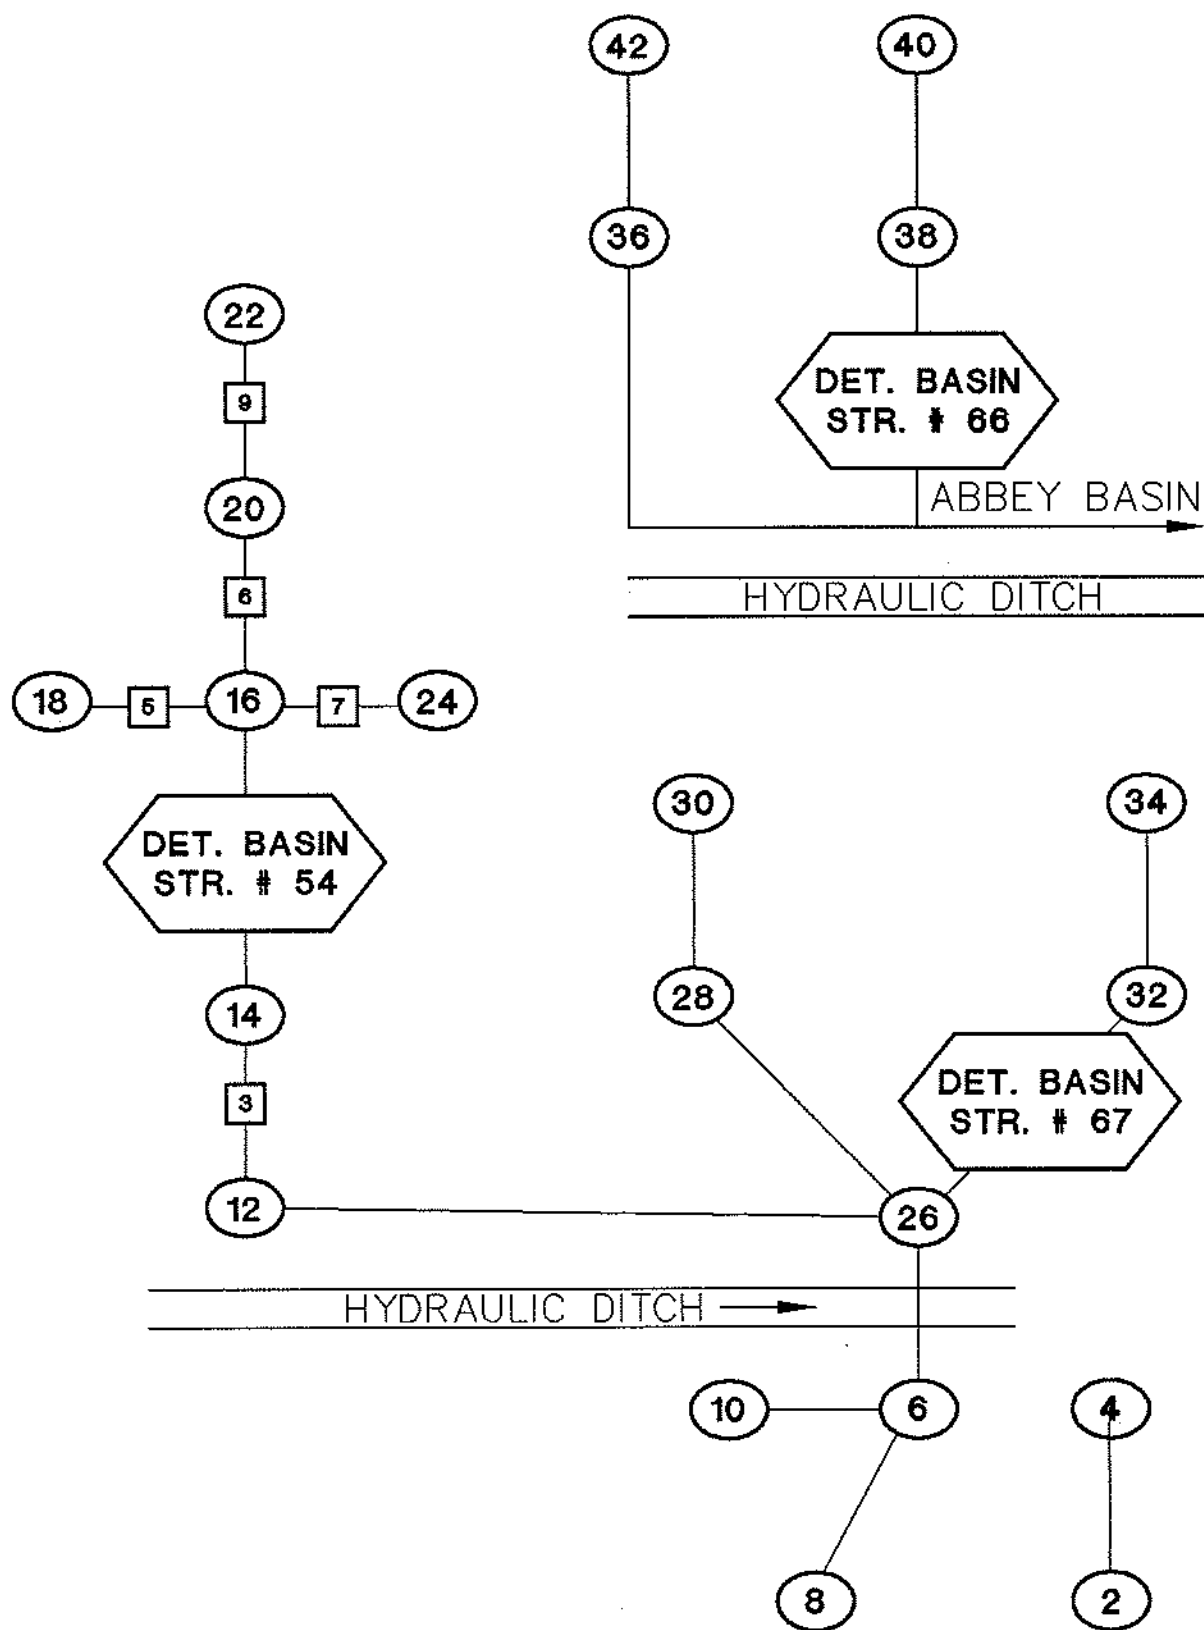 42
40
36
38
22
DET. BASIN
STR. # 66
9
20
ABBEY BASIN
6
HYDRAULIC DITCH
18
5
16
7
24
30
34
DET. BASIN
STR. # 54
28
32
14
DET. BASIN
STR. # 67
3
12
26
HYDRAULIC DITCH
10
6
4
8
2